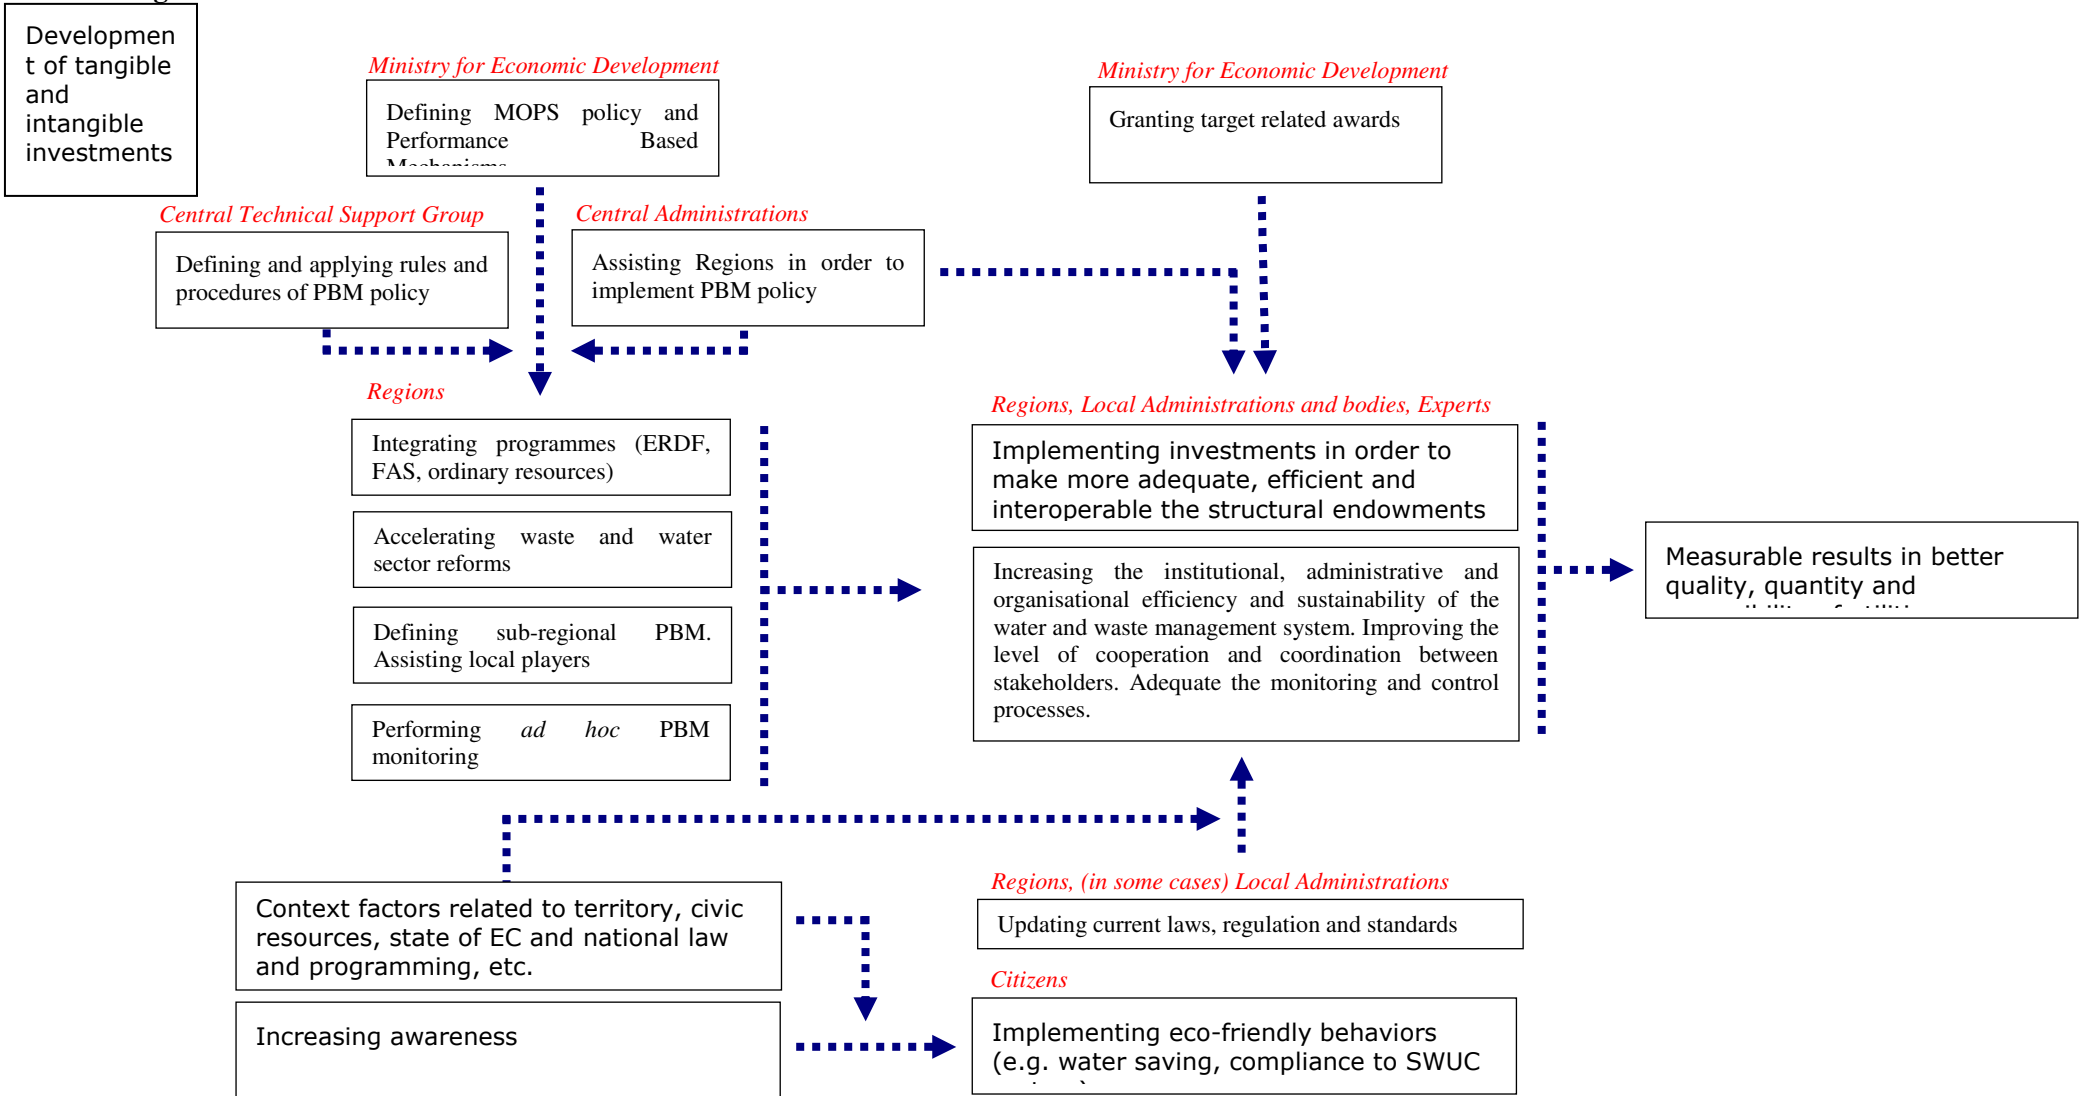 Developmen
t of tangible
and
intangible
investments
Ministry for Economic Development
Defining MOPS policy and
Performance Based
Mechanisms
Ministry for Economic Development
Granting target related awards
Central Technical Support Group
Defining and applying rules and
procedures of PBM policy
Central Administrations
Assisting Regions in order to
implement PBM policy
Regions
Integrating programmes (ERDF,
FAS, ordinary resources)
Accelerating waste and water
sector reforms
Defining sub-regional PBM.
Assisting local players
Performing ad hoc PBM
monitoring
Regions, Local Administrations and bodies, Experts
Implementing investments in order to
make more adequate, efficient and
interoperable the structural endowments
Increasing the institutional, administrative and
organisational efficiency and sustainability of the
water and waste management system. Improving the
level of cooperation and coordination between
stakeholders. Adequate the monitoring and control
processes.
Measurable results in better
quality, quantity and
Context factors related to territory, civic
resources, state of EC and national law
and programming, etc.
Increasing awareness
Regions, (in some cases) Local Administrations
Updating current laws, regulation and standards
Citizens
Implementing eco-friendly behaviors
(e.g. water saving, compliance to SWUC